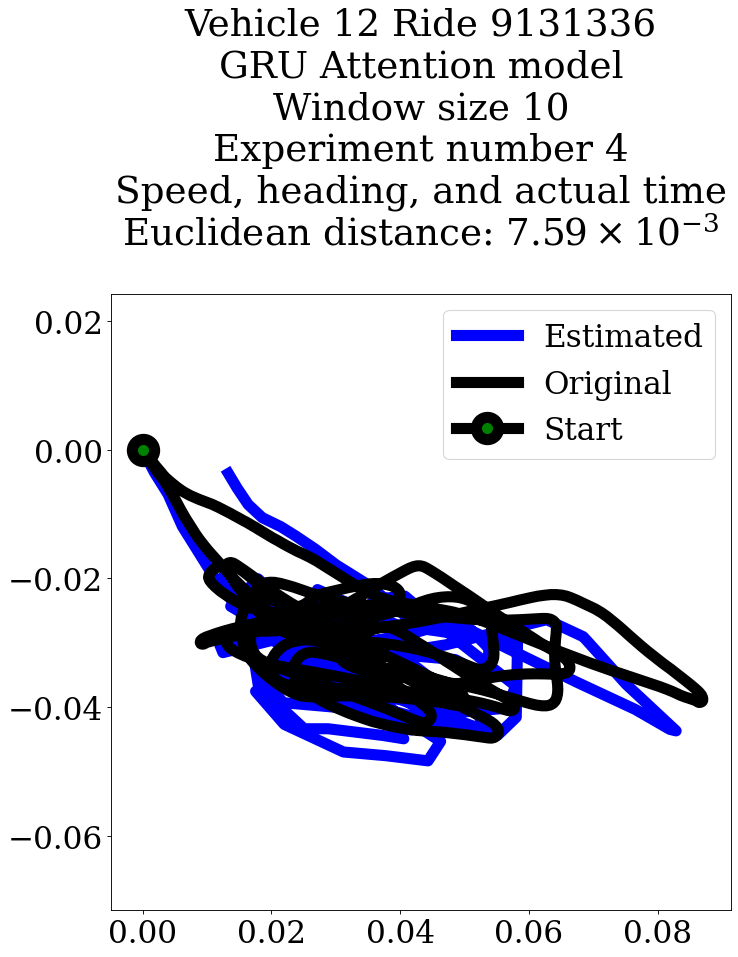 Vehicle 12 Ride 9131336
GRU Attention model
Window size 10
Experiment number 4
Speed, heading, and actual time
Euclidean distance: 7.59 × 10⁻³
Estimated
Original
Start
0.02
0.00
−0.02
−0.04
−0.06
0.00 0.02 0.04 0.06 0.08